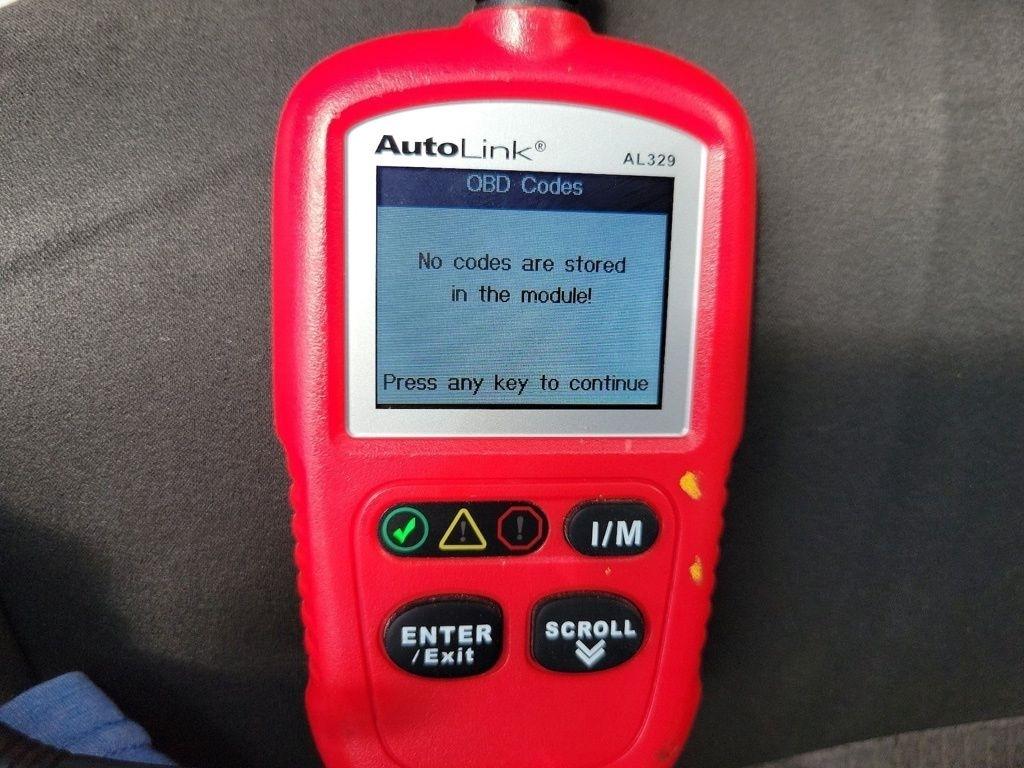 AutoLink®
AL329
OBD Codes
No codes are stored
in the module!
Press any key to continue
I/M
ENTER
/Exit
SCROLL